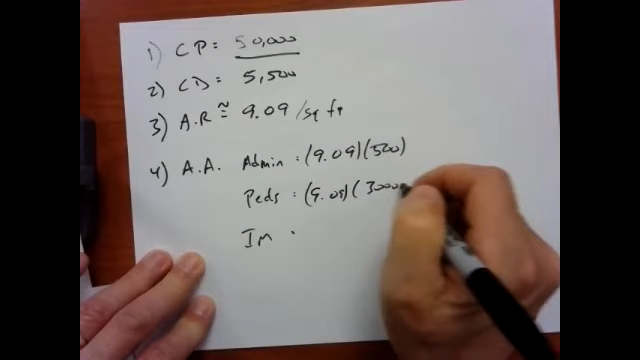 1) CP = 50,000
2) CD = 5,500
3) A.R ≅ 9.09 /sq ft
4) A.A. Admin : (9.09)(500)
Peds : (9.09)(3000
IM :